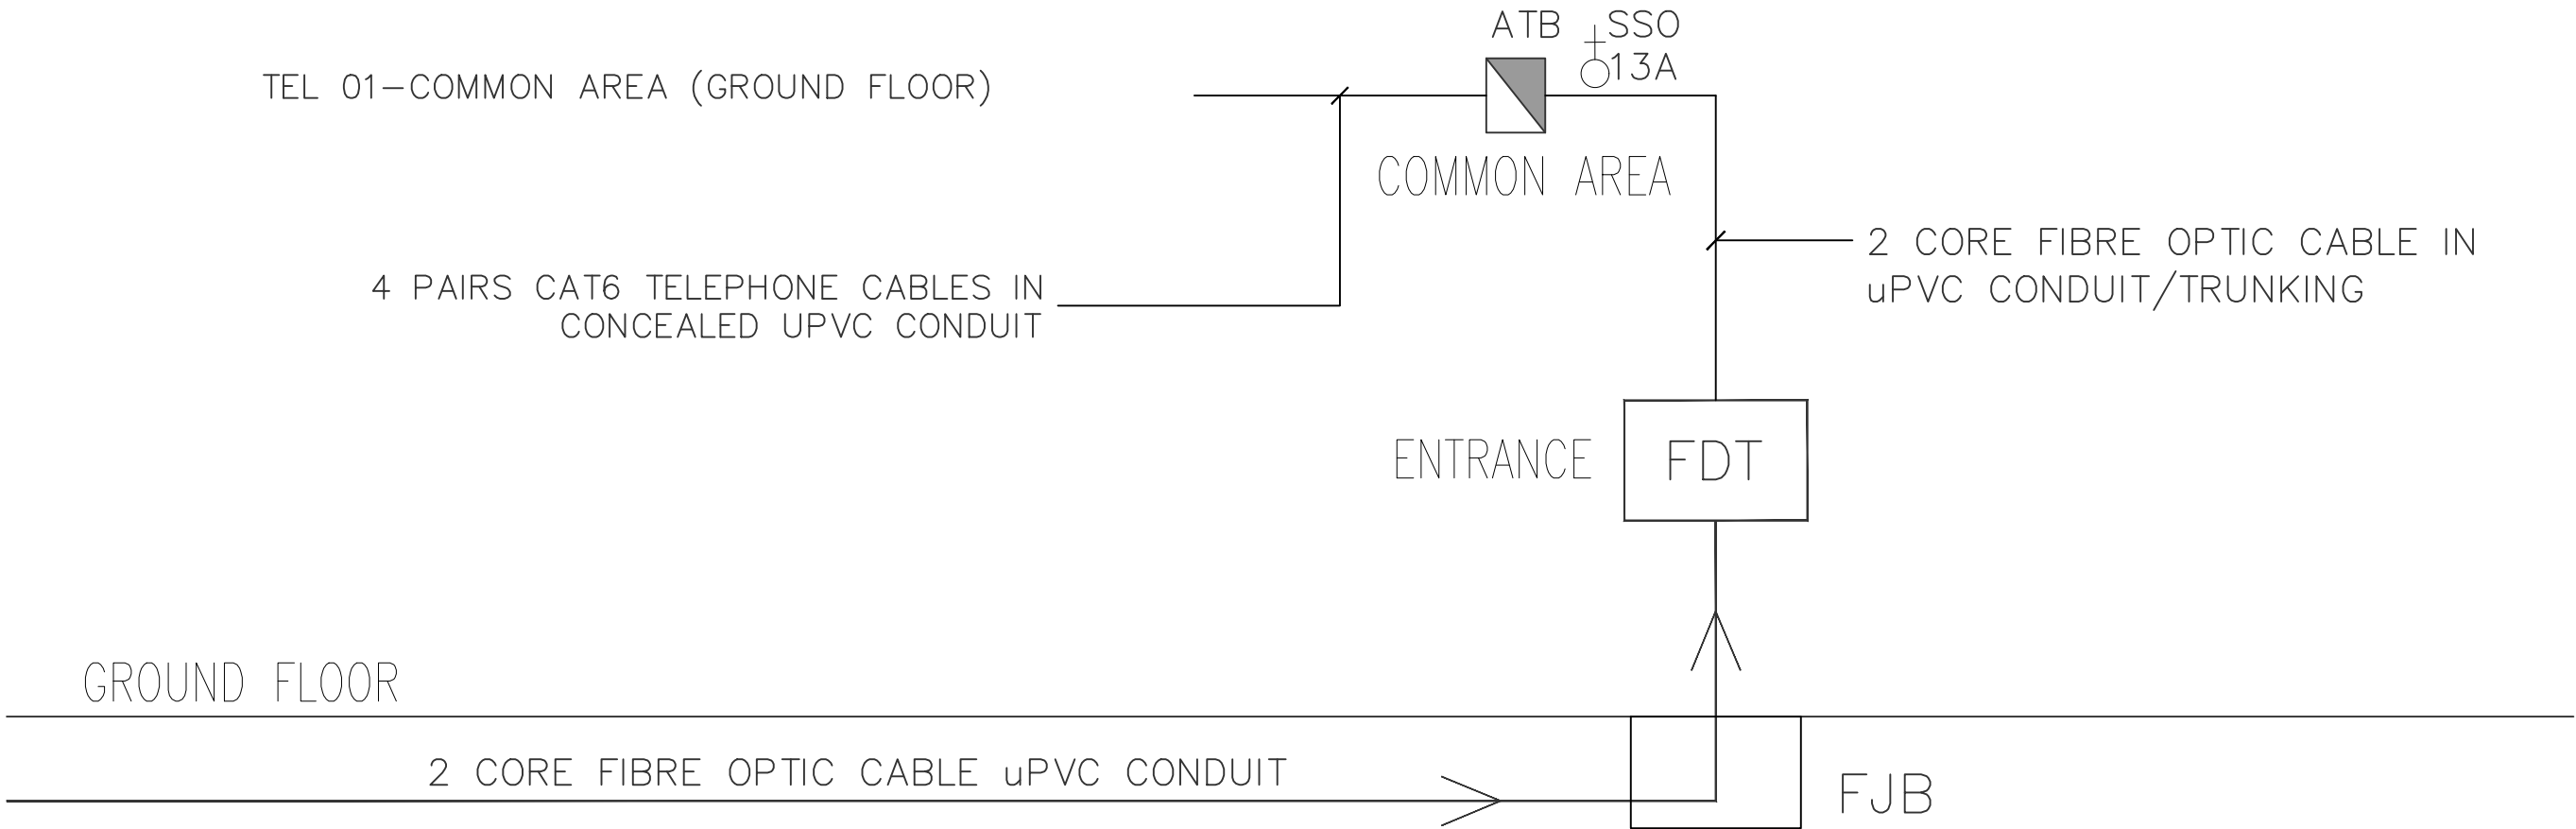 ATB SSO
13A
TEL 01-COMMON AREA (GROUND FLOOR)
COMMON AREA
2 CORE FIBRE OPTIC CABLE IN
uPVC CONDUIT/TRUNKING
4 PAIRS CAT6 TELEPHONE CABLES IN
CONCEALED UPVC CONDUIT
ENTRANCE
FDT
GROUND FLOOR
2 CORE FIBRE OPTIC CABLE uPVC CONDUIT
FJB